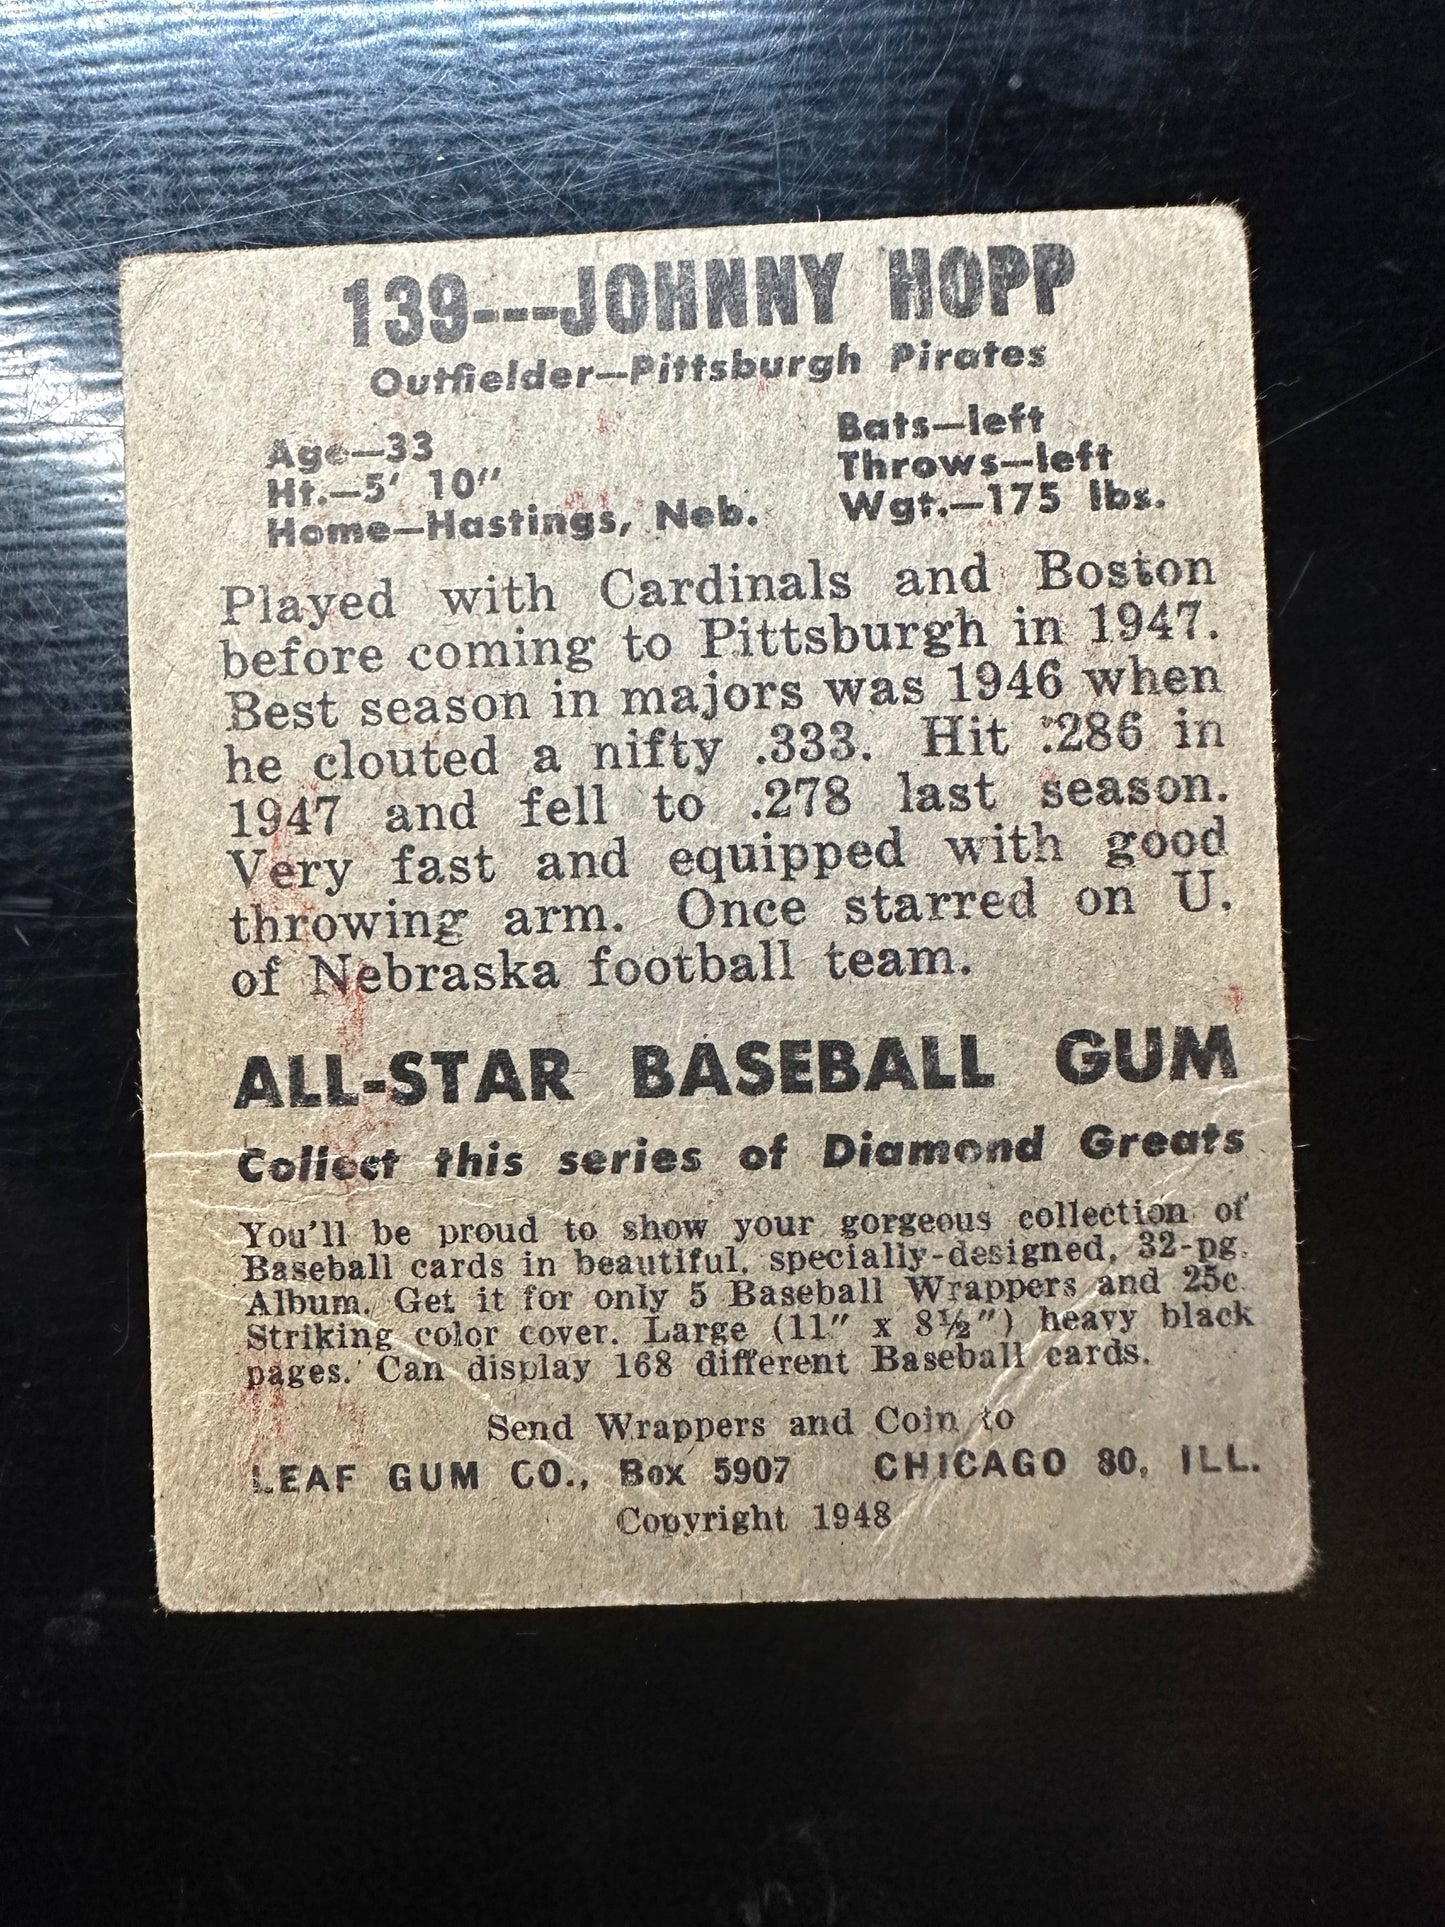 139---JOHNNY HOPP
Outfielder—Pittsburgh Pirates
Age—33
Ht.—5' 10"
Home—Hastings, Neb.
Bats—left
Throws—left
Wgt.—175 lbs.
Played with Cardinals and Boston
before coming to Pittsburgh in 1947.
Best season in majors was 1946 when
he clouted a nifty .333. Hit .286 in
1947 and fell to .278 last season.
Very fast and equipped with good
throwing arm. Once starred on U.
of Nebraska football team.
ALL-STAR BASEBALL GUM
Collect this series of Diamond Greats
You'll be proud to show your gorgeous collection of
Baseball cards in beautiful, specially-designed, 32-pg.
Album. Get it for only 5 Baseball Wrappers and 25c.
Striking color cover. Large (11" x 8½") heavy black
pages. Can display 168 different Baseball cards.
Send Wrappers and Coin to
LEAF GUM CO., Box 5907 CHICAGO 80, ILL.
Copyright 1948